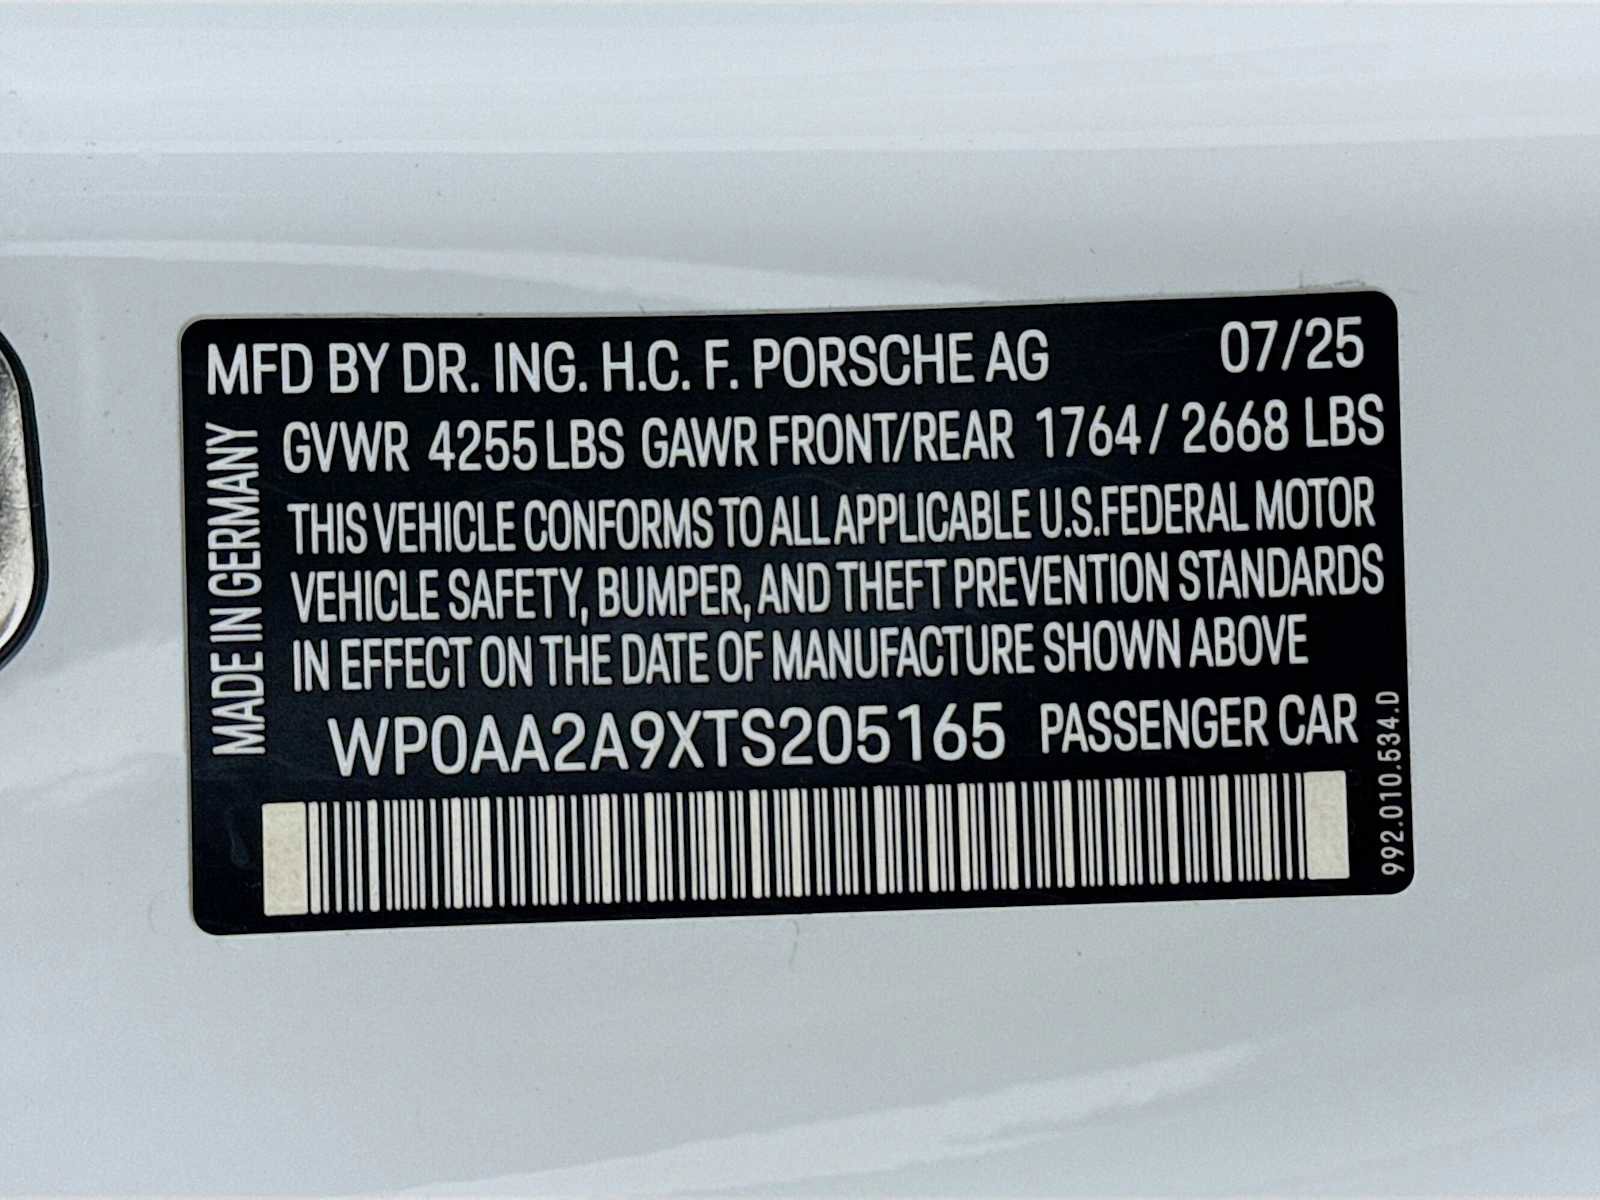 MFD BY DR. ING. H.C. F. PORSCHE AG 07/25
GVWR 4255 LBS GAWR FRONT/REAR 1764 / 2668 LBS
THIS VEHICLE CONFORMS TO ALL APPLICABLE U.S.FEDERAL MOTOR
VEHICLE SAFETY, BUMPER, AND THEFT PREVENTION STANDARDS
IN EFFECT ON THE DATE OF MANUFACTURE SHOWN ABOVE
WP0AA2A9XTS205165 PASSENGER CAR
MADE IN GERMANY
992.010.534.D